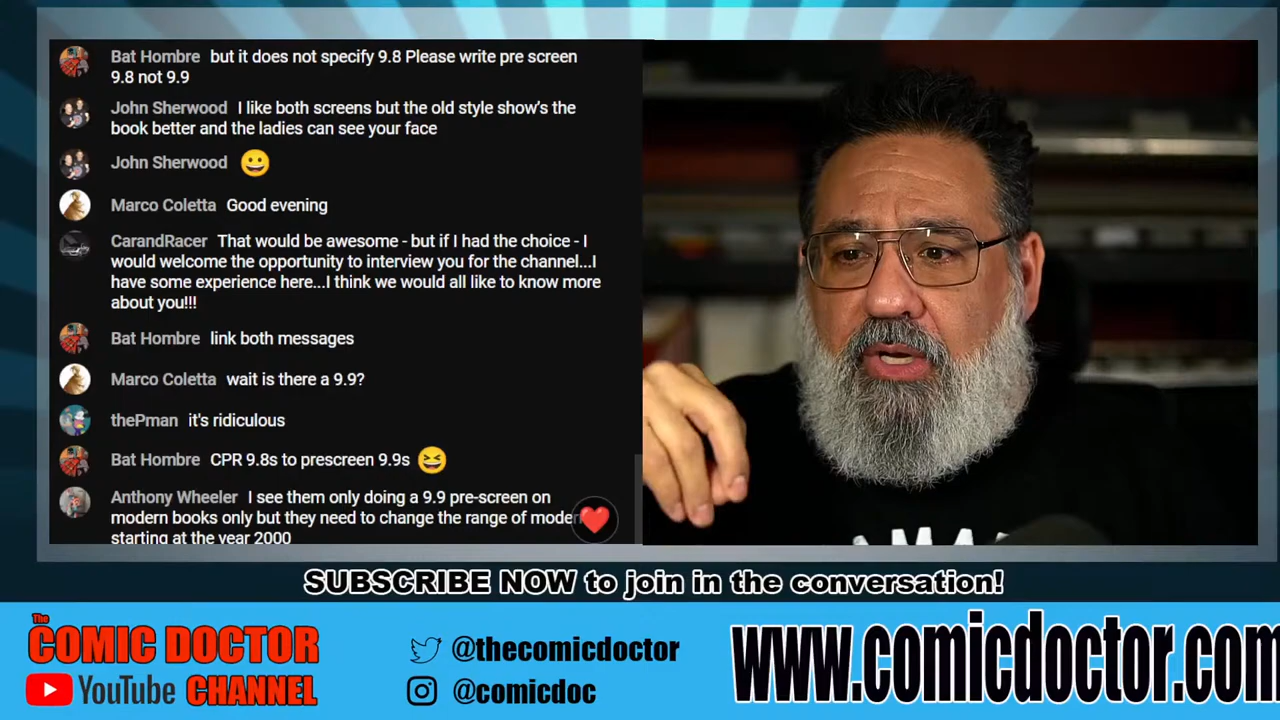 Bat Hombre but it does not specify 9.8 Please write pre screen
9.8 not 9.9
John Sherwood I like both screens but the old style show's the
book better and the ladies can see your face
John Sherwood 😀
Marco Coletta Good evening
CarandRacer That would be awesome - but if I had the choice - I
would welcome the opportunity to interview you for the channel...I
have some experience here...I think we would all like to know more
about you!!!
Bat Hombre link both messages
Marco Coletta wait is there a 9.9?
thePman it's ridiculous
Bat Hombre CPR 9.8s to prescreen 9.9s 😆
Anthony Wheeler I see them only doing a 9.9 pre-screen on
modern books only but they need to change the range of modern
starting at the year 2000
SUBSCRIBE NOW to join in the conversation!
The
COMIC DOCTOR
YouTube CHANNEL
@thecomicdoctor
@comicdoc
www.comicdoctor.com